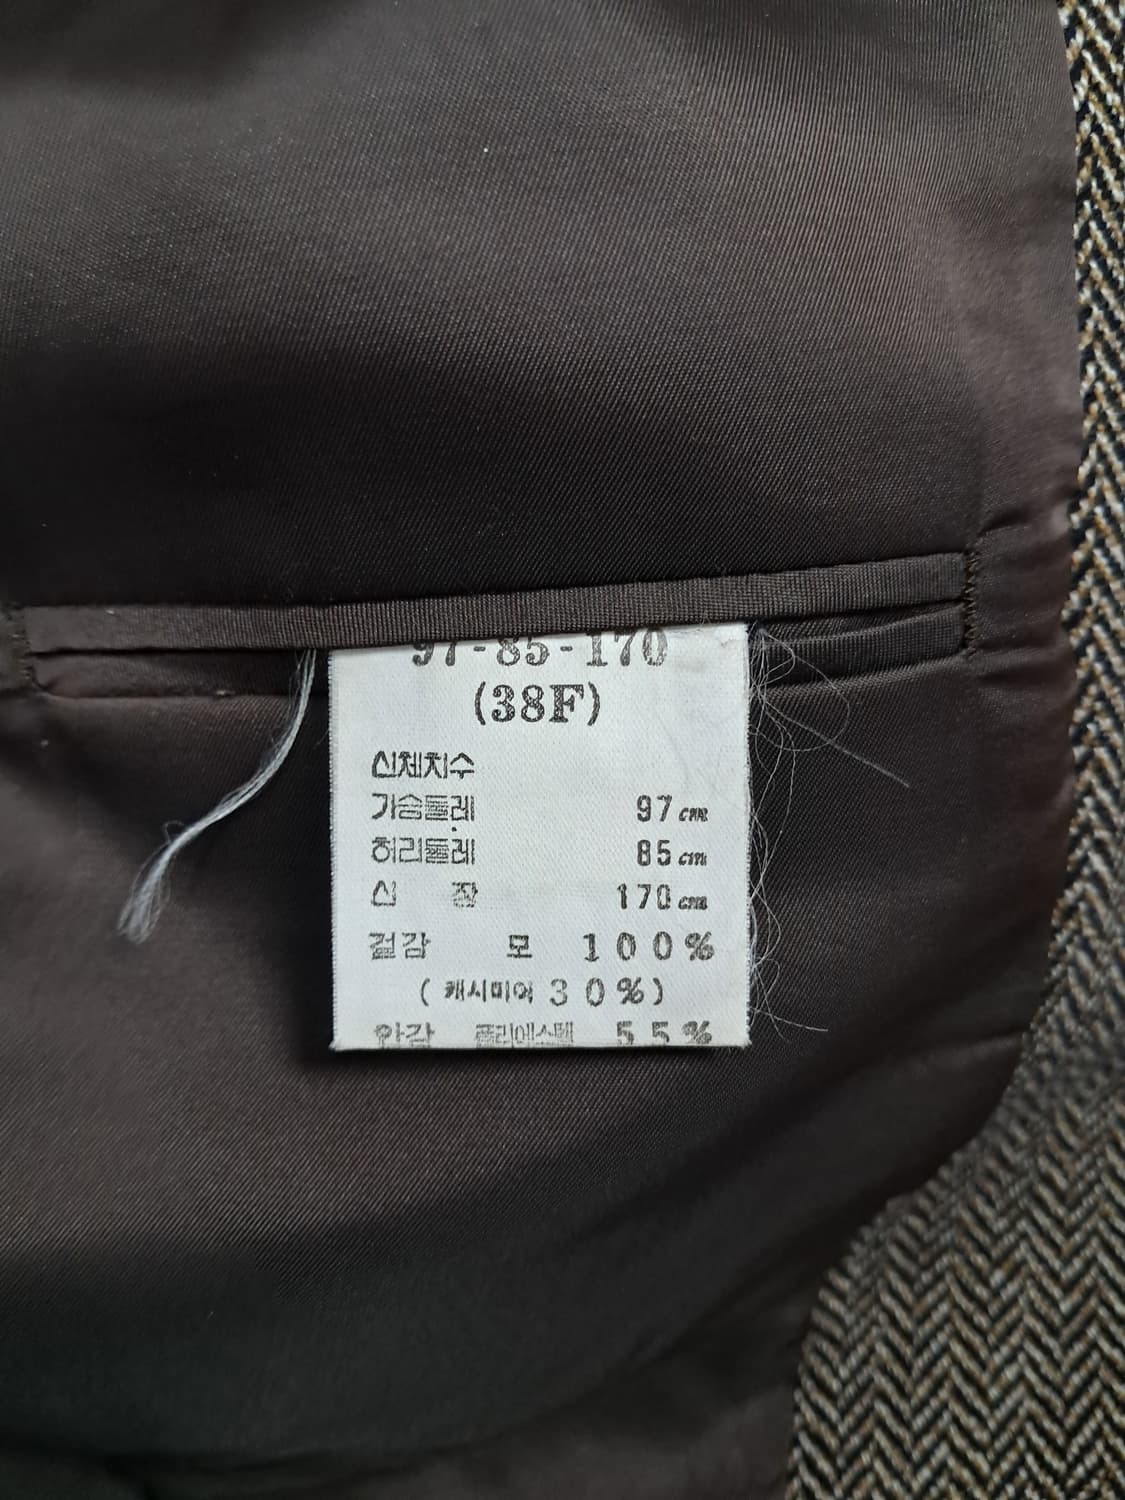 97-85-170
(38F)
신체치수
가슴둘레 97cm
허리둘레 85cm
신 장 170cm
겉감 모 100%
(캐시미어 30%)
안감 폴리에스텔 55%